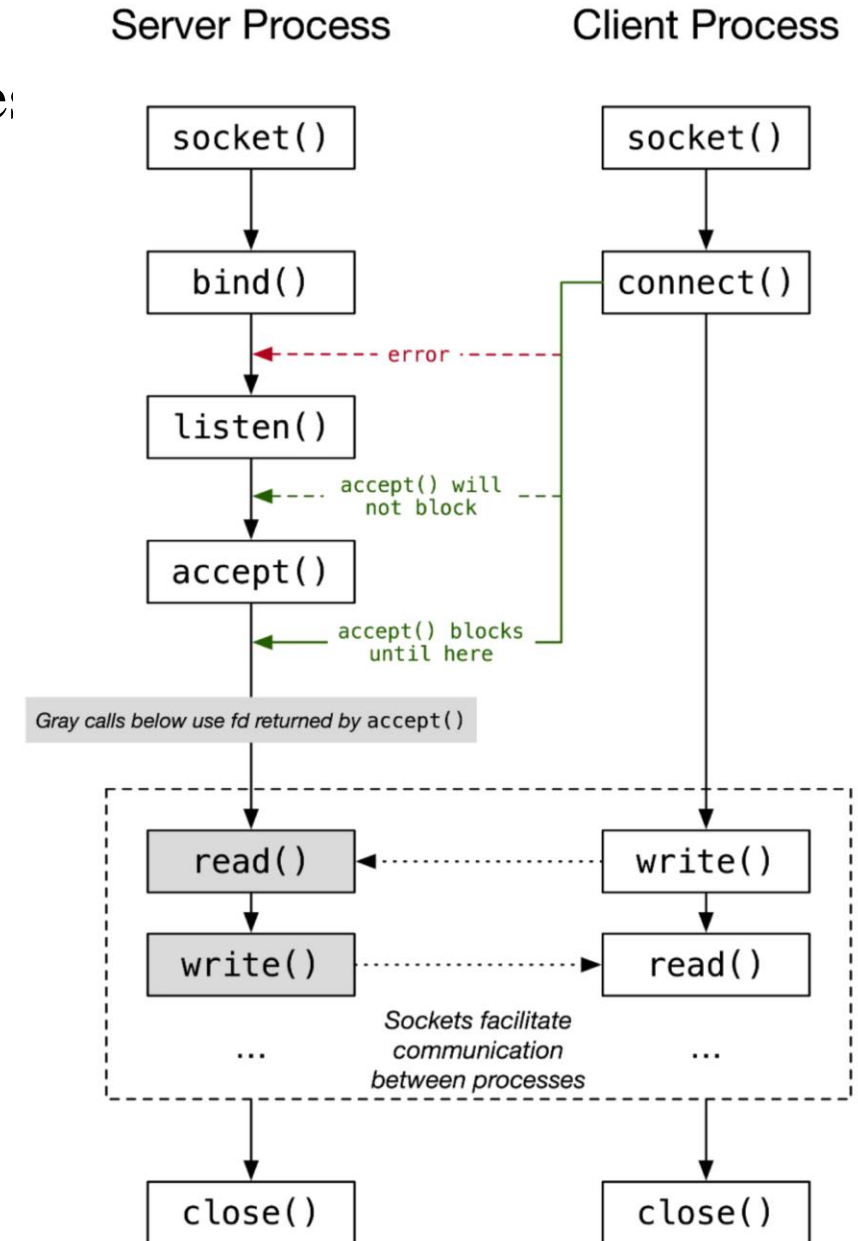 Server Process
Client Process
socket()
socket()
bind()
connect()
error
listen()
accept() will
not block
accept()
accept() blocks
until here
Gray calls below use fd returned by accept()
read()
write()
write()
read()
Sockets facilitate
communication
between processes
...
...
close()
close()